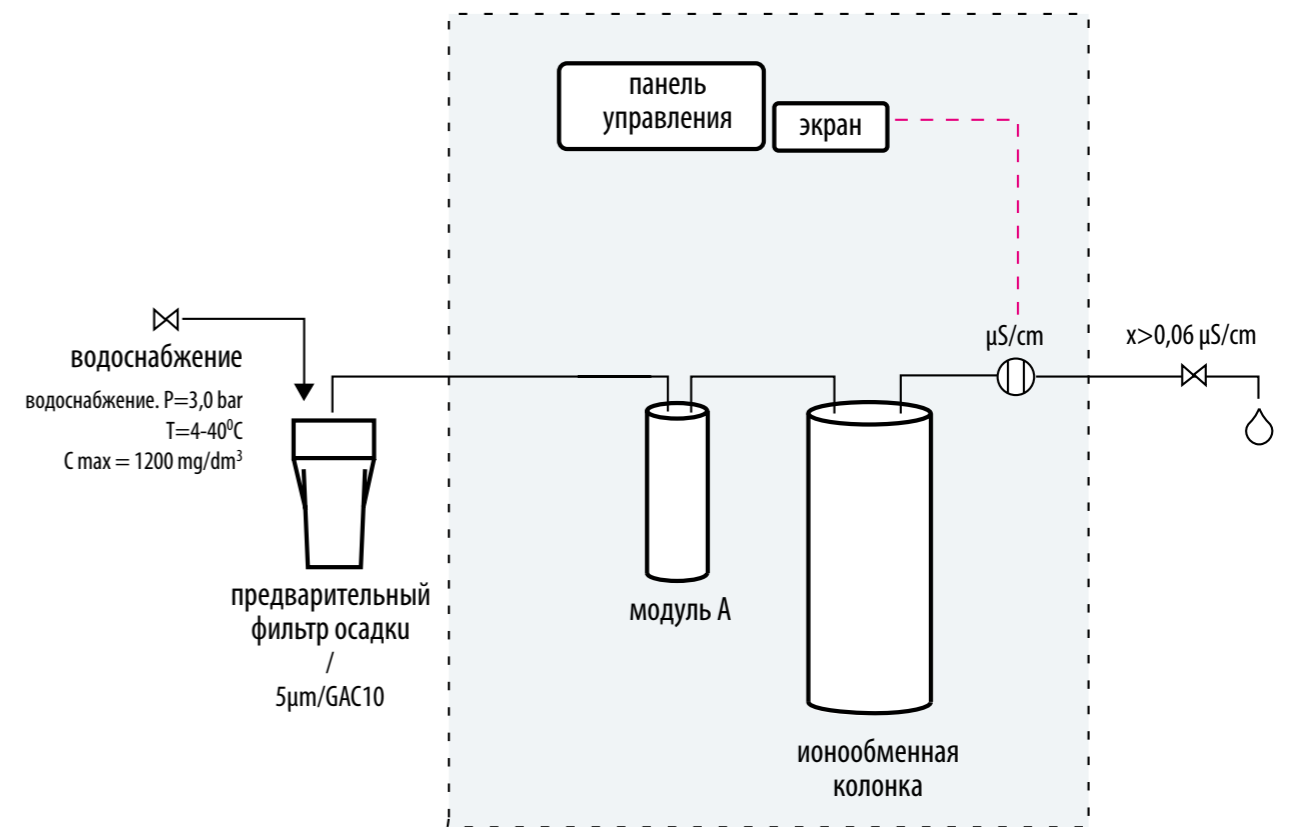 панель
управления
экран
водоснабжение
водоснабжение. P=3,0 bar
T=4-40⁰C
C max = 1200 mg/dm³
предварительный
фильтр осадки
/
5µm/GAC10
модуль А
ионообменная
колонка
µS/cm
x>0,06 µS/cm